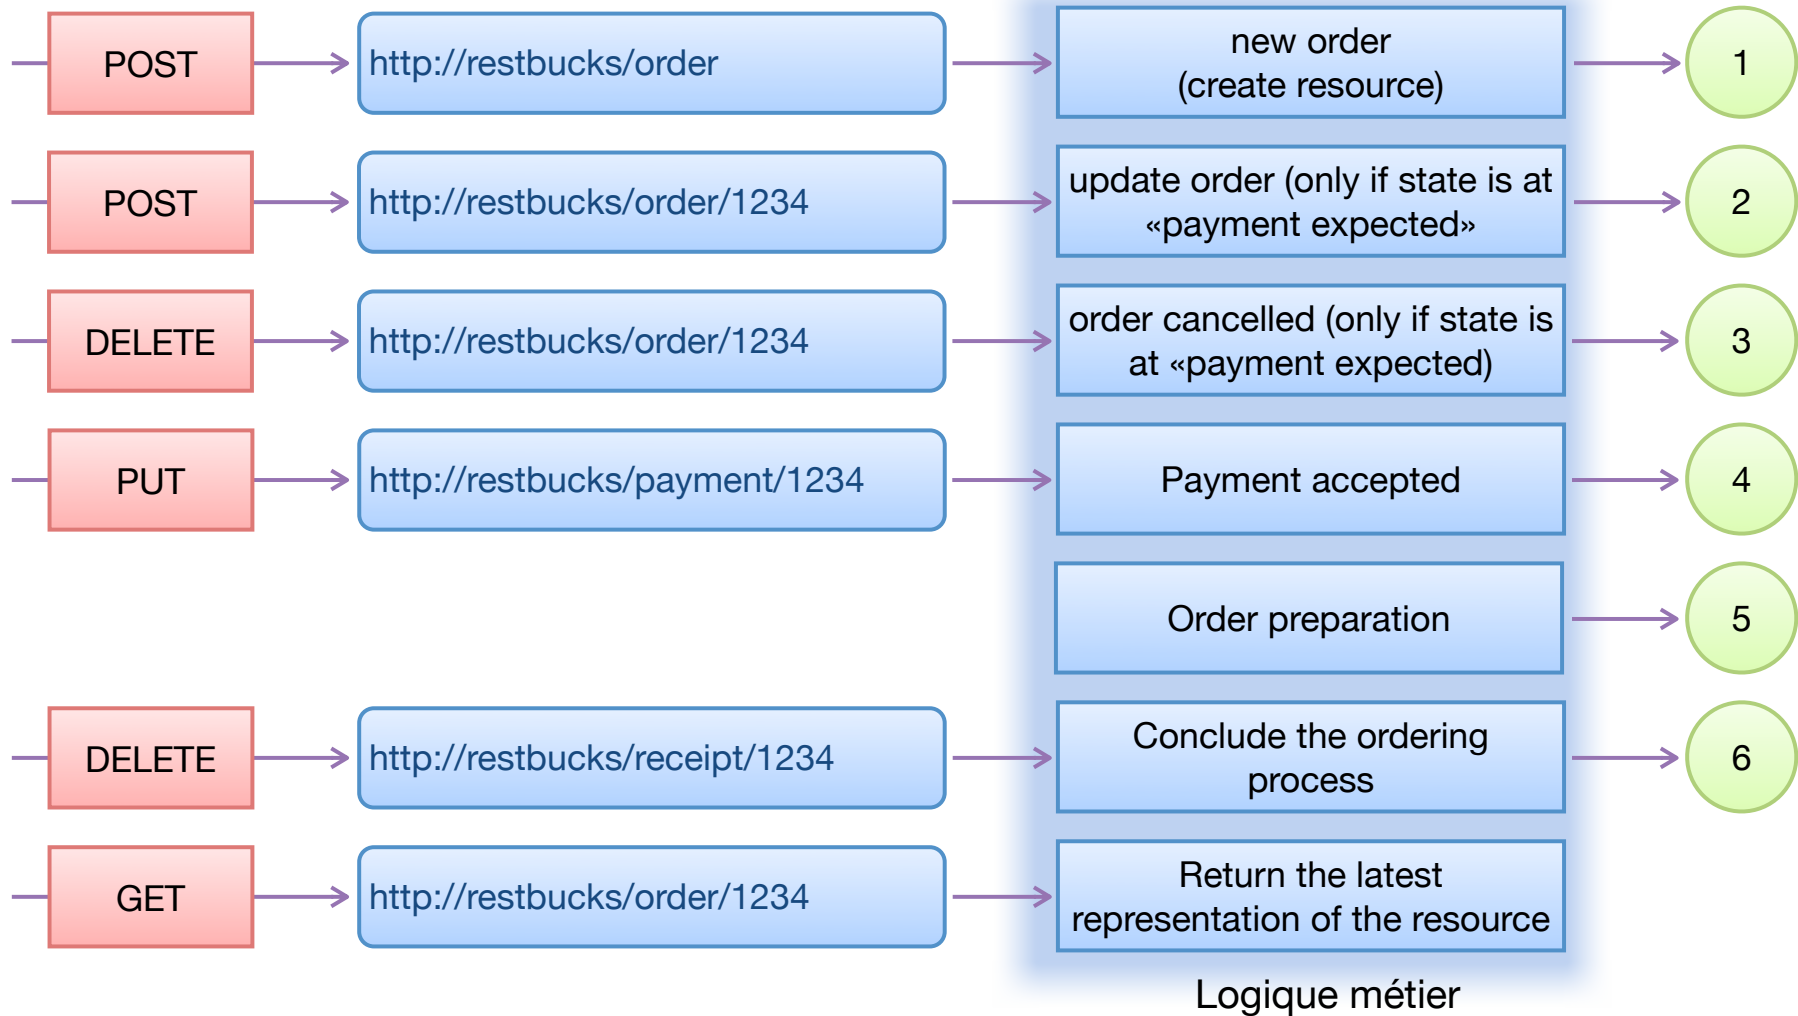 POST
http://restbucks/order
new order
(create resource)
1
POST
http://restbucks/order/1234
update order (only if state is at
«payment expected»
2
DELETE
http://restbucks/order/1234
order cancelled (only if state is
at «payment expected)
3
PUT
http://restbucks/payment/1234
Payment accepted
4
Order preparation
5
DELETE
http://restbucks/receipt/1234
Conclude the ordering
process
6
GET
http://restbucks/order/1234
Return the latest
representation of the resource
Logique métier